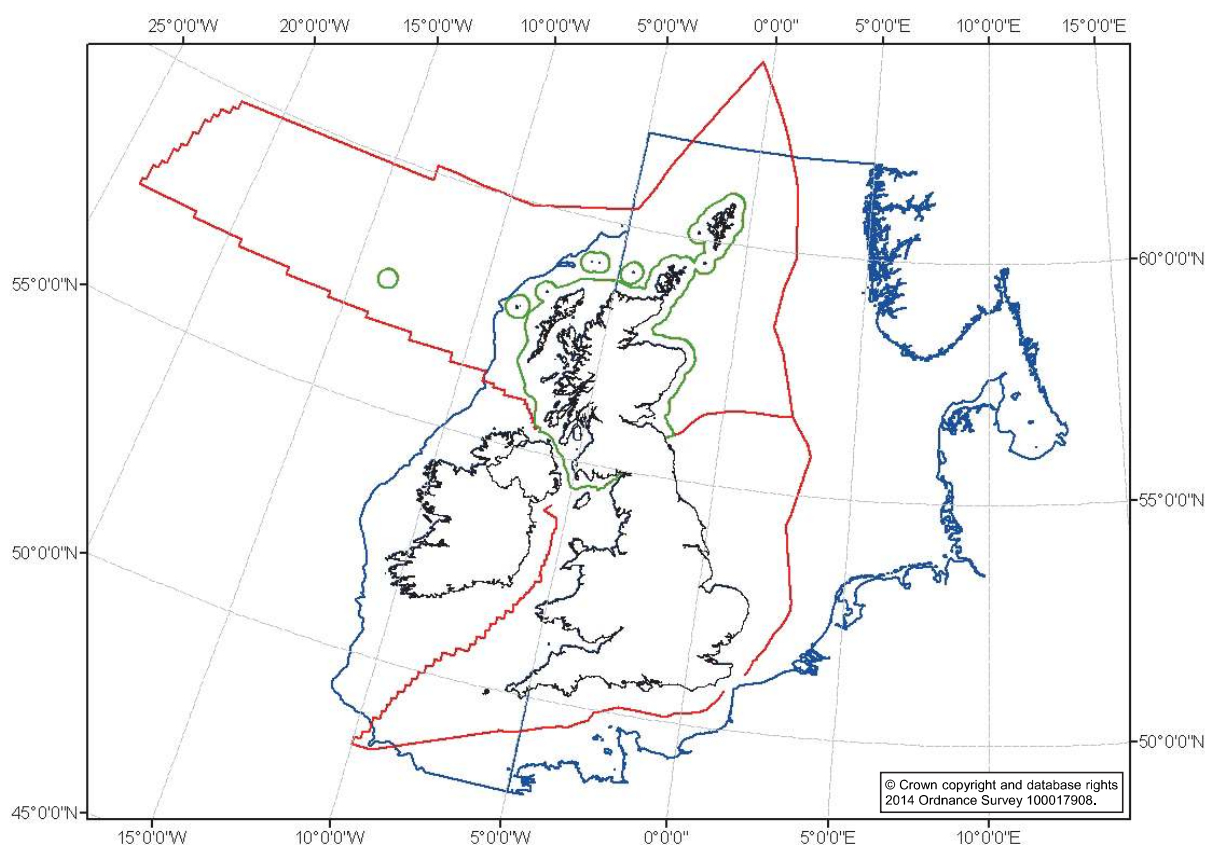 25°0'0"W 20°0'0"W 15°0'0"W 10°0'0"W 5°0'0"W 0°0'0" 5°0'0"E 10°0'0"E 15°0'0"E
60°0'0"N
55°0'0"N
55°0'0"N
50°0'0"N
50°0'0"N
© Crown copyright and database rights
2014 Ordnance Survey 100017908.
45°0'0"N
15°0'0"W 10°0'0"W 5°0'0"W 0°0'0" 5°0'0"E 10°0'0"E